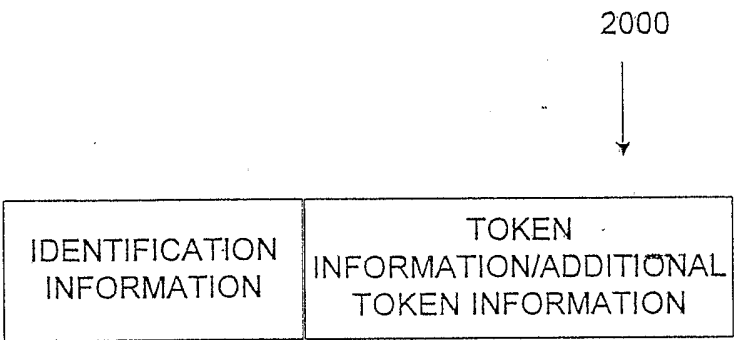 2000
IDENTIFICATION
INFORMATION
TOKEN
INFORMATION/ADDITIONAL
TOKEN INFORMATION